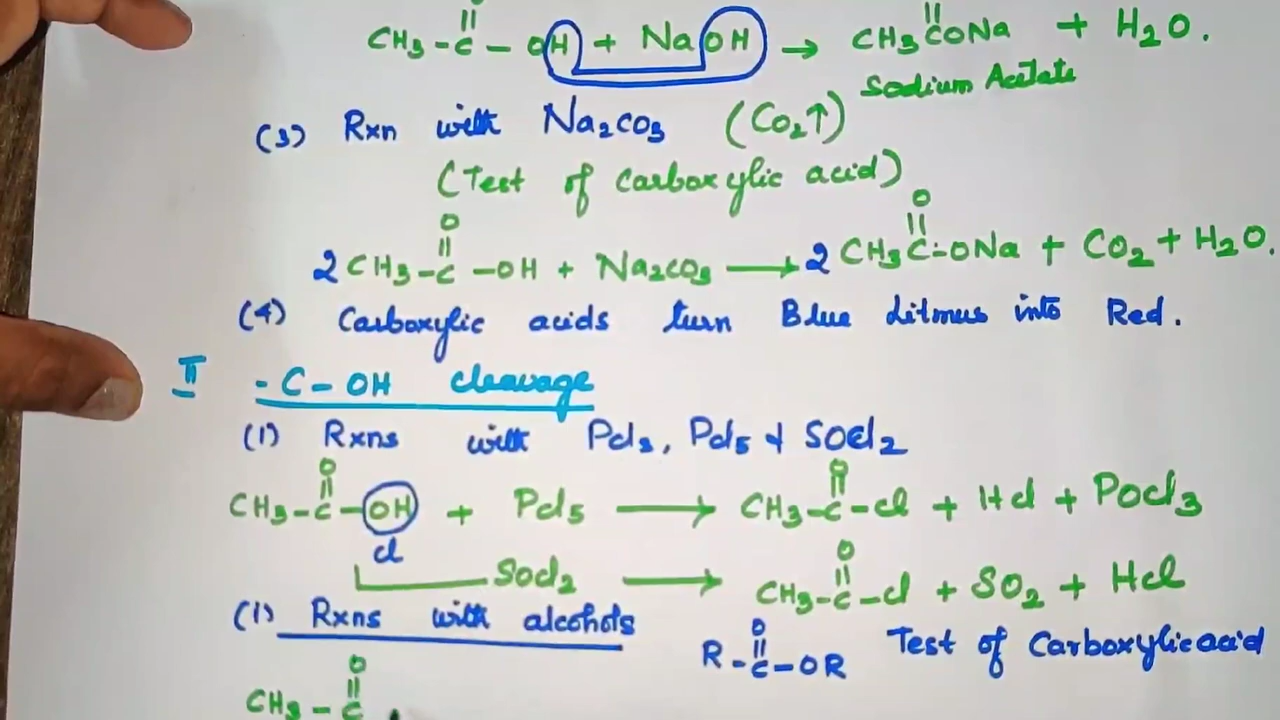 O
CH3-C-OH + NaOH → CH3CONa + H2O.
Sodium Acetate
(3) Rxn with Na2CO3 (CO2↑)
(Test of Carboxylic acid)
O O
2CH3-C-OH + Na2CO3 → 2CH3C-ONa + CO2 + H2O.
(4) Carboxylic acids turn Blue Litmus into Red.
II -C-OH cleavage
(1) Rxns with PCl3, PCl5 & SOCl2
O O
CH3-C-OH + PCl5 → CH3-C-Cl + HCl + POCl3
Cl
O
SOCl2 → CH3-C-Cl + SO2 + HCl
(1) Rxns with alcohols
O
R-C-OR Test of Carboxylic acid
O
CH3-C